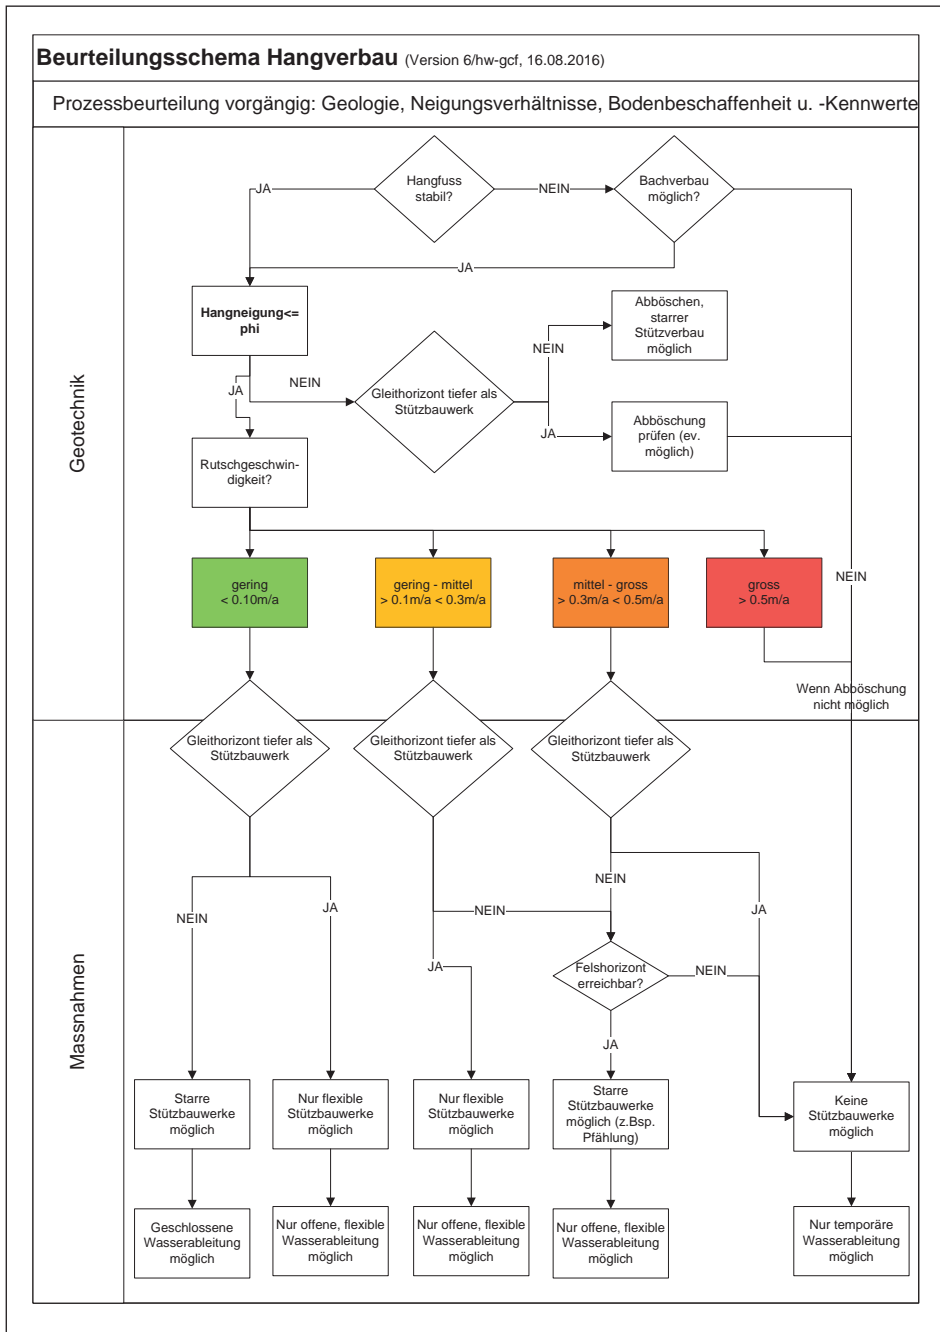 Beurteilungsschema Hangverbau (Version 6/hw-gcf, 16.08.2016)
Prozessbeurteilung vorgängig: Geologie, Neigungsverhältnisse, Bodenbeschaffenheit u. -Kennwerte
Geotechnik
Hangfuss
stabil?
JA
NEIN
Bachverbau
möglich?
JA
Hangneigung<=
phi
NEIN
JA
Gleithorizont tiefer als
Stützbauwerk
NEIN
JA
Abböschen,
starrer
Stützverbau
möglich
Abböschung
prüfen (ev.
möglich)
Rutschgeschwin-
digkeit?
gering
< 0.10m/a
gering - mittel
> 0.1m/a < 0.3m/a
mittel - gross
> 0.3m/a < 0.5m/a
gross
> 0.5m/a
NEIN
Wenn Abböschung
nicht möglich
Massnahmen
Gleithorizont tiefer als
Stützbauwerk
Gleithorizont tiefer als
Stützbauwerk
Gleithorizont tiefer als
Stützbauwerk
NEIN
JA
NEIN
JA
NEIN
JA
Felshorizont
erreichbar?
NEIN
JA
Starre
Stützbauwerke
möglich
Nur flexible
Stützbauwerke
möglich
Nur flexible
Stützbauwerke
möglich
Starre
Stützbauwerke
möglich (z.Bsp.
Pfählung)
Keine
Stützbauwerke
möglich
Geschlossene
Wasserableitung
möglich
Nur offene, flexible
Wasserableitung
möglich
Nur offene, flexible
Wasserableitung
möglich
Nur offene, flexible
Wasserableitung
möglich
Nur temporäre
Wasserableitung
möglich